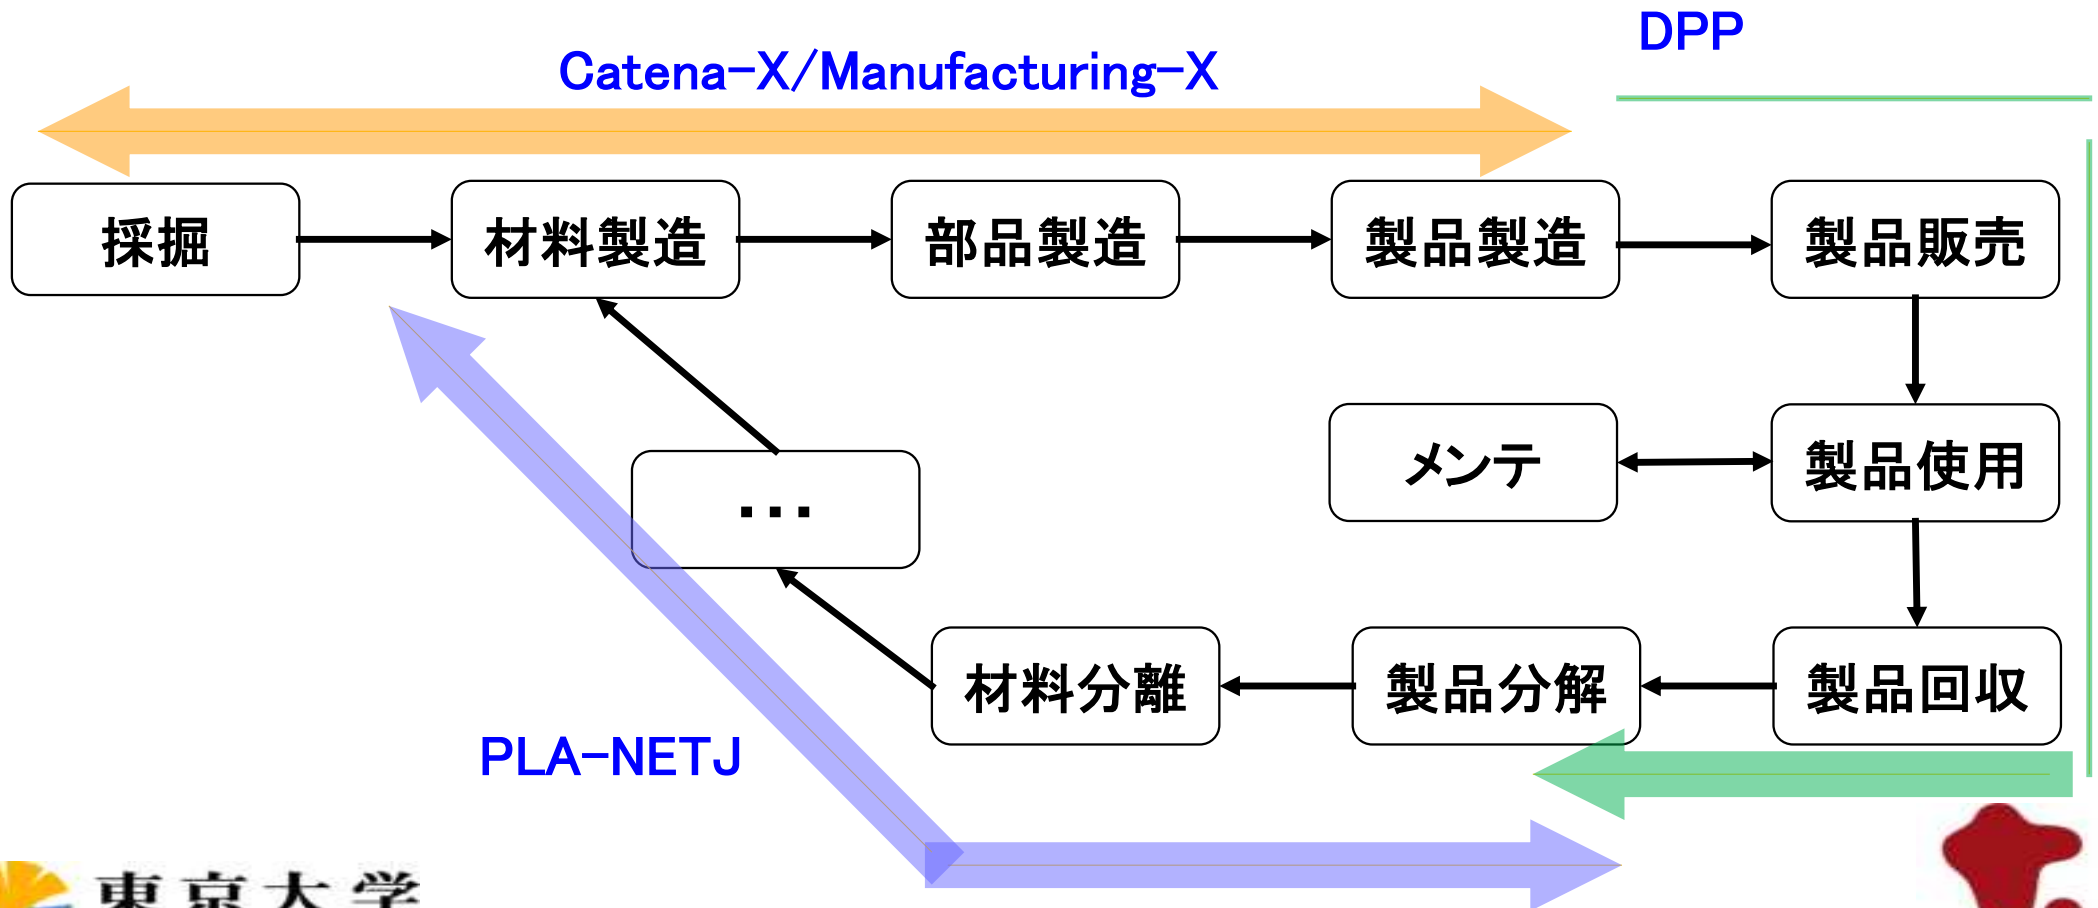 DPP
Catena-X/Manufacturing-X
採掘
材料製造
部品製造
製品製造
製品販売
メンテ
製品使用
...
材料分離
製品分解
製品回収
PLA-NETJ
東京大学